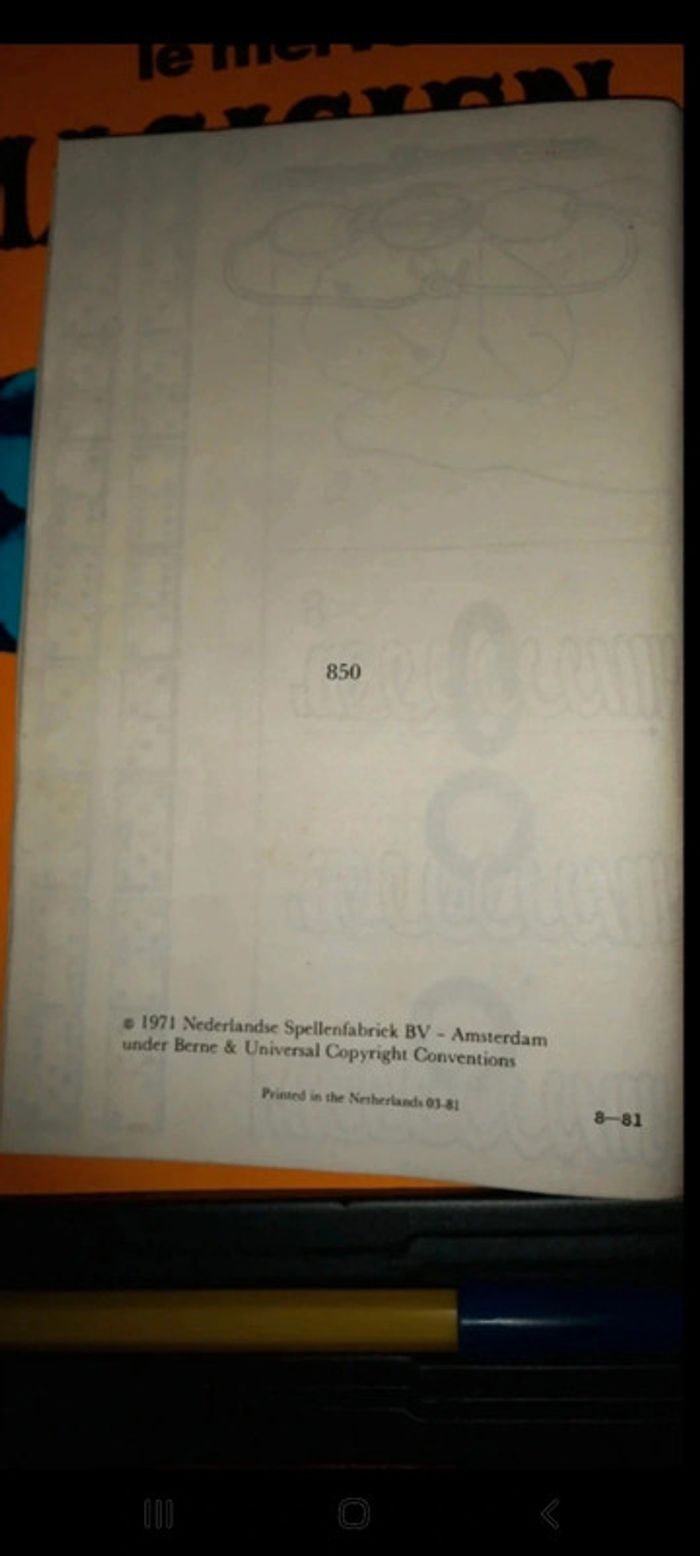 le
MAGICIEN
850
© 1971 Nederlandse Spellenfabriek BV - Amsterdam
under Berne & Universal Copyright Conventions
Printed in the Netherlands 03-81
8—81